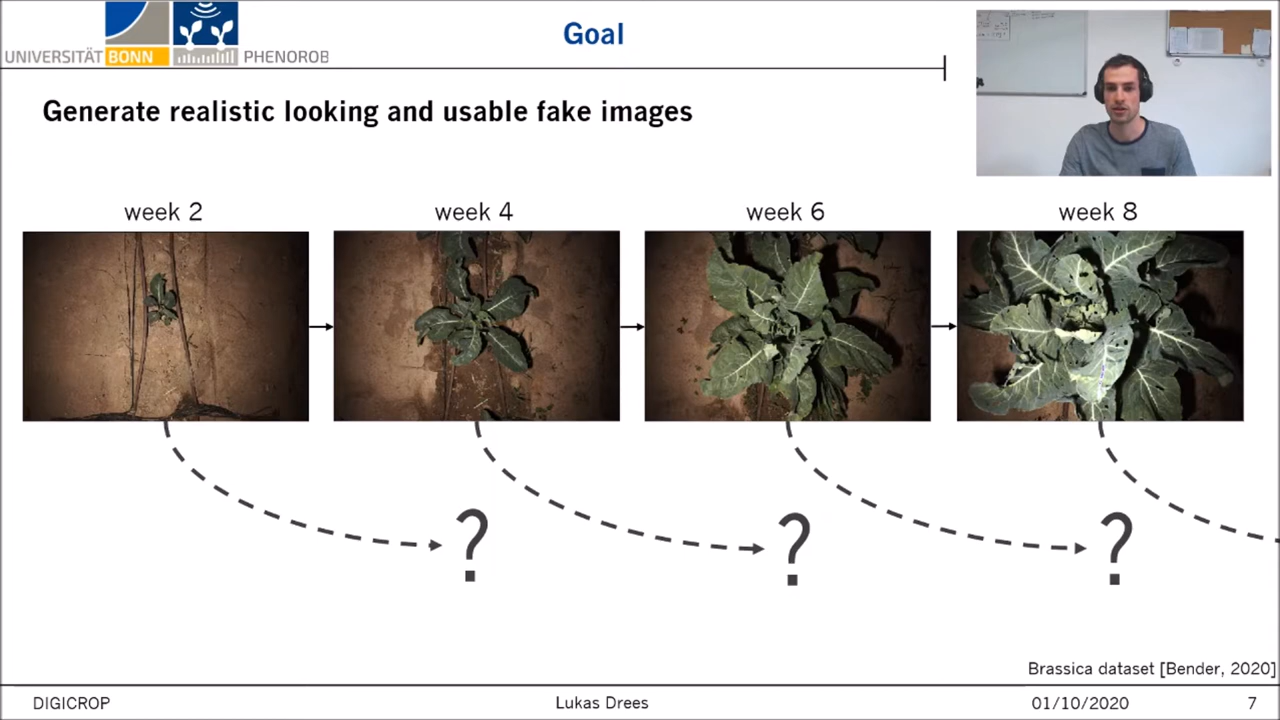 UNIVERSITÄT BONN PHENOROB
Goal
Generate realistic looking and usable fake images
week 2
week 4
week 6
week 8
?
?
?
Brassica dataset [Bender, 2020]
DIGICROP
Lukas Drees
01/10/2020
7